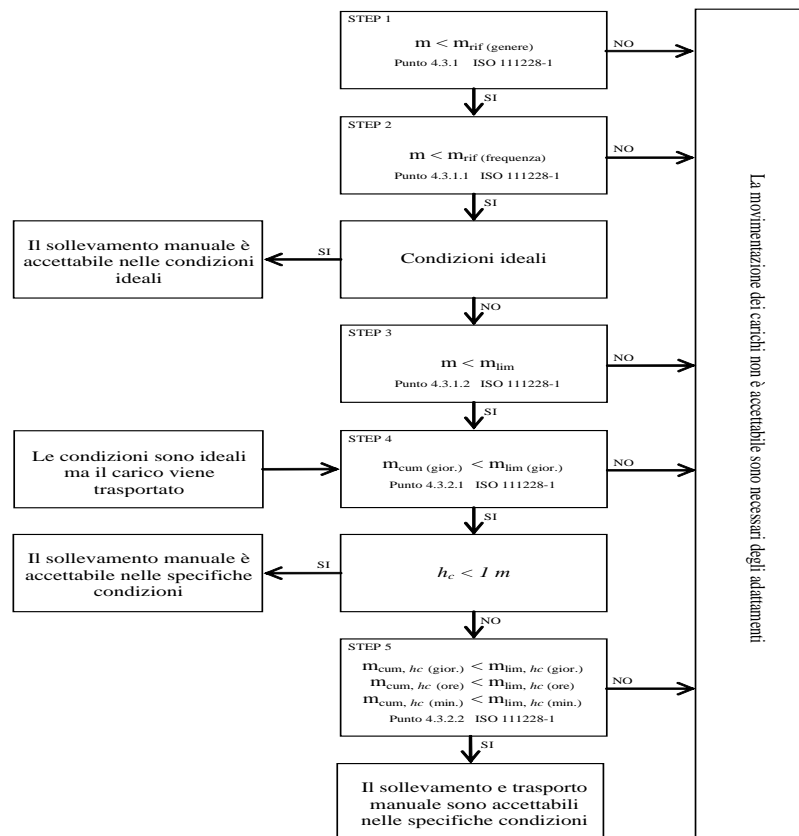 STEP 1
m < mrif (genere)
Punto 4.3.1 ISO 111228-1
NO
SI
STEP 2
m < mrif (frequenza)
Punto 4.3.1.1 ISO 111228-1
NO
SI
Il sollevamento manuale è
accettabile nelle condizioni
ideali
SI
Condizioni ideali
NO
STEP 3
m < mlim
Punto 4.3.1.2 ISO 111228-1
NO
SI
Le condizioni sono ideali
ma il carico viene
trasportato
STEP 4
mcum (gior.) < mlim (gior.)
Punto 4.3.2.1 ISO 111228-1
NO
SI
Il sollevamento manuale è
accettabile nelle specifiche
condizioni
SI
hc < 1 m
NO
STEP 5
mcum, hc (gior.) < mlim, hc (gior.)
mcum, hc (ore) < mlim, hc (ore)
mcum, hc (min.) < mlim, hc (min.)
Punto 4.3.2.2 ISO 111228-1
NO
SI
Il sollevamento e trasporto
manuale sono accettabili
nelle specifiche condizioni
La movimentazione dei carichi non è accettabile sono necessari degli adattamenti